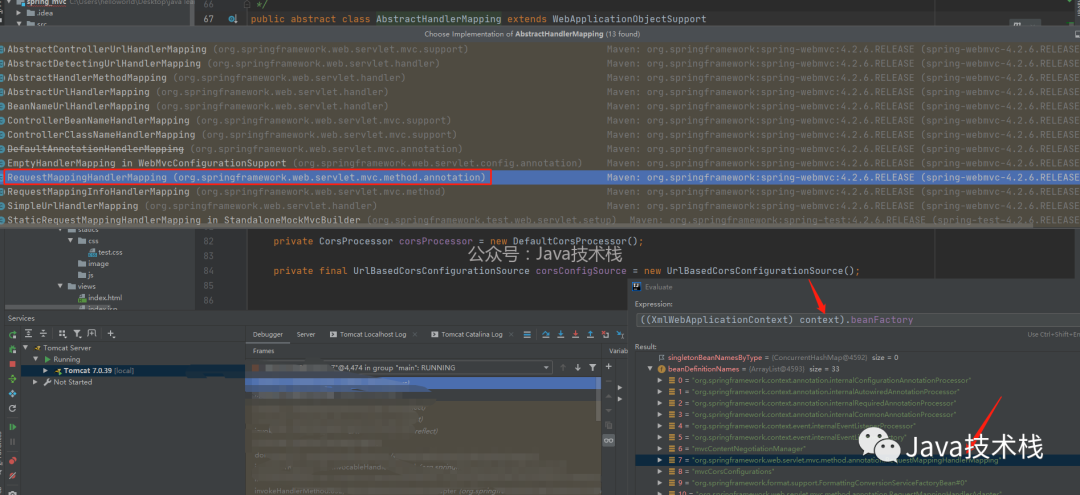 spring_mvc
.idea
src
66
*/
67 public abstract class AbstractHandlerMapping extends WebApplicationObjectSupport
Choose Implementation of AbstractHandlerMapping (13 found)
AbstractControllerUrlHandlerMapping (org.springframework.web.servlet.mvc.support) Maven: org.springframework:spring-webmvc:4.2.6.RELEASE (spring-webmvc-4.2.6.RELEASE
AbstractDetectingUrlHandlerMapping (org.springframework.web.servlet.handler) Maven: org.springframework:spring-webmvc:4.2.6.RELEASE (spring-webmvc-4.2.6.RELEASE
AbstractHandlerMethodMapping (org.springframework.web.servlet.handler) Maven: org.springframework:spring-webmvc:4.2.6.RELEASE (spring-webmvc-4.2.6.RELEASE
AbstractUrlHandlerMapping (org.springframework.web.servlet.handler) Maven: org.springframework:spring-webmvc:4.2.6.RELEASE (spring-webmvc-4.2.6.RELEASE
BeanNameUrlHandlerMapping (org.springframework.web.servlet.handler) Maven: org.springframework:spring-webmvc:4.2.6.RELEASE (spring-webmvc-4.2.6.RELEASE
ControllerBeanNameHandlerMapping (org.springframework.web.servlet.mvc.support) Maven: org.springframework:spring-webmvc:4.2.6.RELEASE (spring-webmvc-4.2.6.RELEASE
ControllerClassNameHandlerMapping (org.springframework.web.servlet.mvc.support) Maven: org.springframework:spring-webmvc:4.2.6.RELEASE (spring-webmvc-4.2.6.RELEASE
DefaultAnnotationHandlerMapping (org.springframework.web.servlet.mvc.annotation) Maven: org.springframework:spring-webmvc:4.2.6.RELEASE (spring-webmvc-4.2.6.RELEASE
EmptyHandlerMapping in WebMvcConfigurationSupport (org.springframework.web.servlet.config.annotation) Maven: org.springframework:spring-webmvc:4.2.6.RELEASE (spring-webmvc-4.2.6.RELEASE
RequestMappingHandlerMapping (org.springframework.web.servlet.mvc.method.annotation) Maven: org.springframework:spring-webmvc:4.2.6.RELEASE (spring-webmvc-4.2.6.RELEASE
RequestMappingInfoHandlerMapping (org.springframework.web.servlet.mvc.method) Maven: org.springframework:spring-webmvc:4.2.6.RELEASE (spring-webmvc-4.2.6.RELEASE
SimpleUrlHandlerMapping (org.springframework.web.servlet.handler) Maven: org.springframework:spring-webmvc:4.2.6.RELEASE (spring-webmvc-4.2.6.RELEASE
StaticRequestMappingHandlerMapping in StandaloneMockMvcBuilder (org.springframework.test.web.servlet.setup) Maven: org.springframework:spring-test:4.2.6.RELEASE (spring-test-4.2.6.RELEASE
statics
css
test.css
image
js
views
index.html
82 private CorsProcessor corsProcessor = new DefaultCorsProcessor();
83
公众号：Java技术栈
84 private final UrlBasedCorsConfigurationSource corsConfigSource = new UrlBasedCorsConfigurationSource();
85
86
Services
Tomcat Server
Running
Tomcat 7.0.39 [local]
Not Started
Debugger Server Tomcat Localhost Log Tomcat Catalina Log
Frames Variab
@4,474 in group "main": RUNNING
Evaluate
Expression:
((XmlWebApplicationContext) context).beanFactory
Use Ctrl+Shift+En
Result:
singletonBeanNamesByType = {ConcurrentHashMap@4592} size = 0
beanDefinitionNames = {ArrayList@4593} size = 33
0 = "org.springframework.context.annotation.internalConfigurationAnnotationProcessor"
1 = "org.springframework.context.annotation.internalAutowiredAnnotationProcessor"
2 = "org.springframework.context.annotation.internalRequiredAnnotationProcessor"
3 = "org.springframework.context.annotation.internalCommonAnnotationProcessor"
4 = "org.springframework.context.event.internalEventListenerProcessor"
5 = "org.springframework.context.event.internalEvent
6 = "mvcContentNegotiationManager"
7 = "org.springframework.web.servlet.mvc.method.annotation.RequestMappingHandlerMapping"
8 = "mvcCorsConfigurations"
9 = "org.springframework.format.support.FormattingConversionServiceFactoryBean#0"
Java技术栈